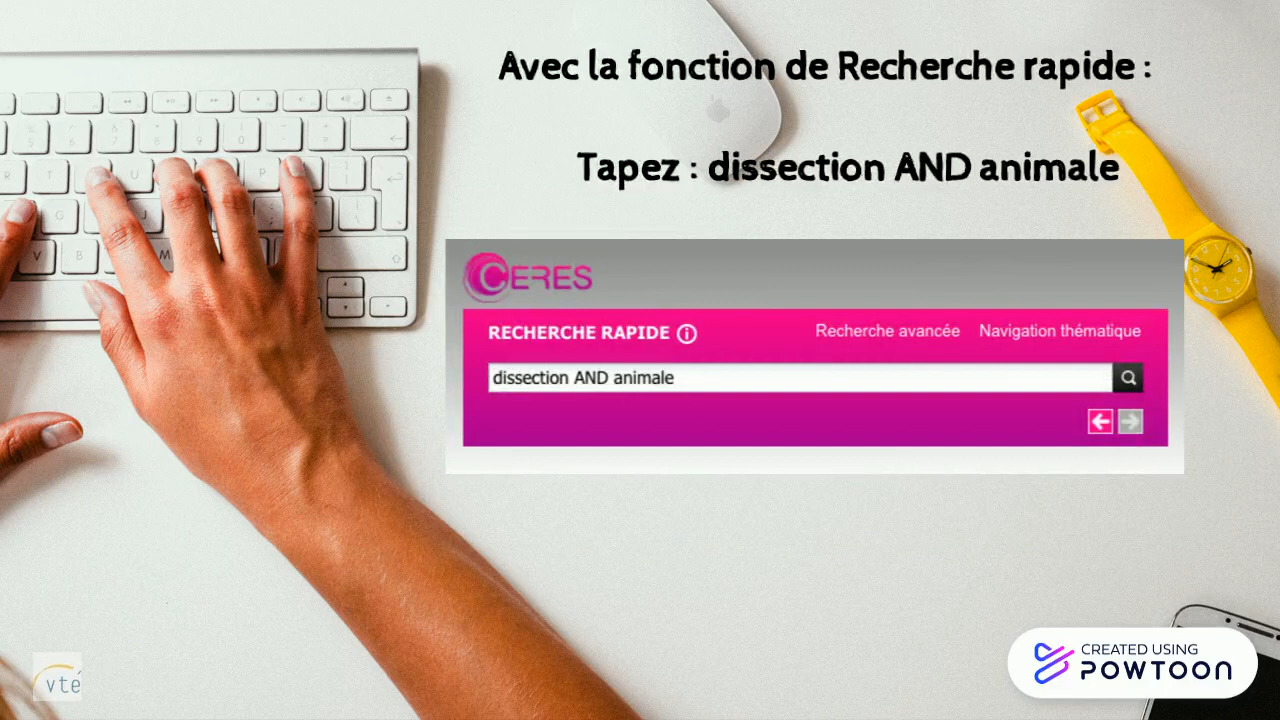 Avec la fonction de Recherche rapide :
Tapez : dissection AND animale
CERES
RECHERCHE RAPIDE
Recherche avancée
Navigation thématique
dissection AND animale
vté
CREATED USING
POWTOON